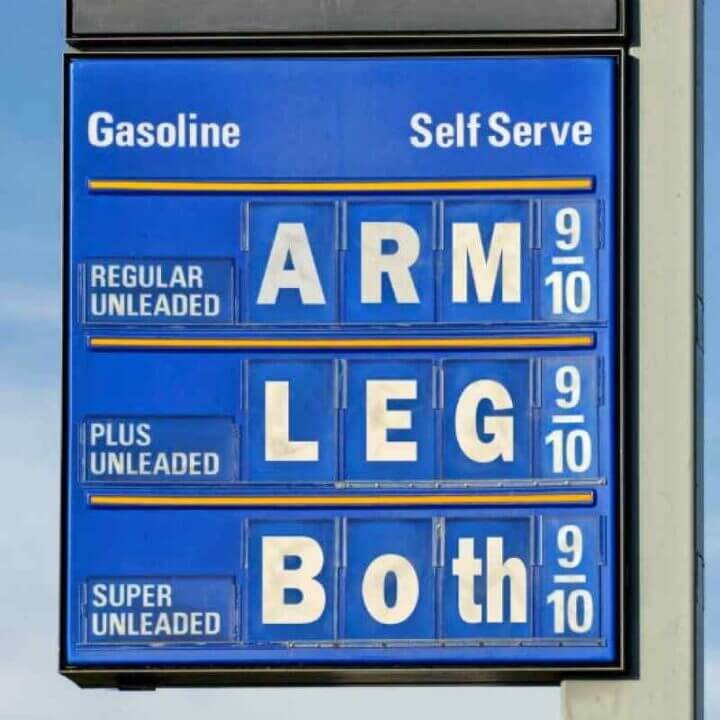 Gasoline Self Serve
REGULAR
UNLEADED
ARM 9/10
PLUS
UNLEADED
LEG 9/10
SUPER
UNLEADED
Both 9/10